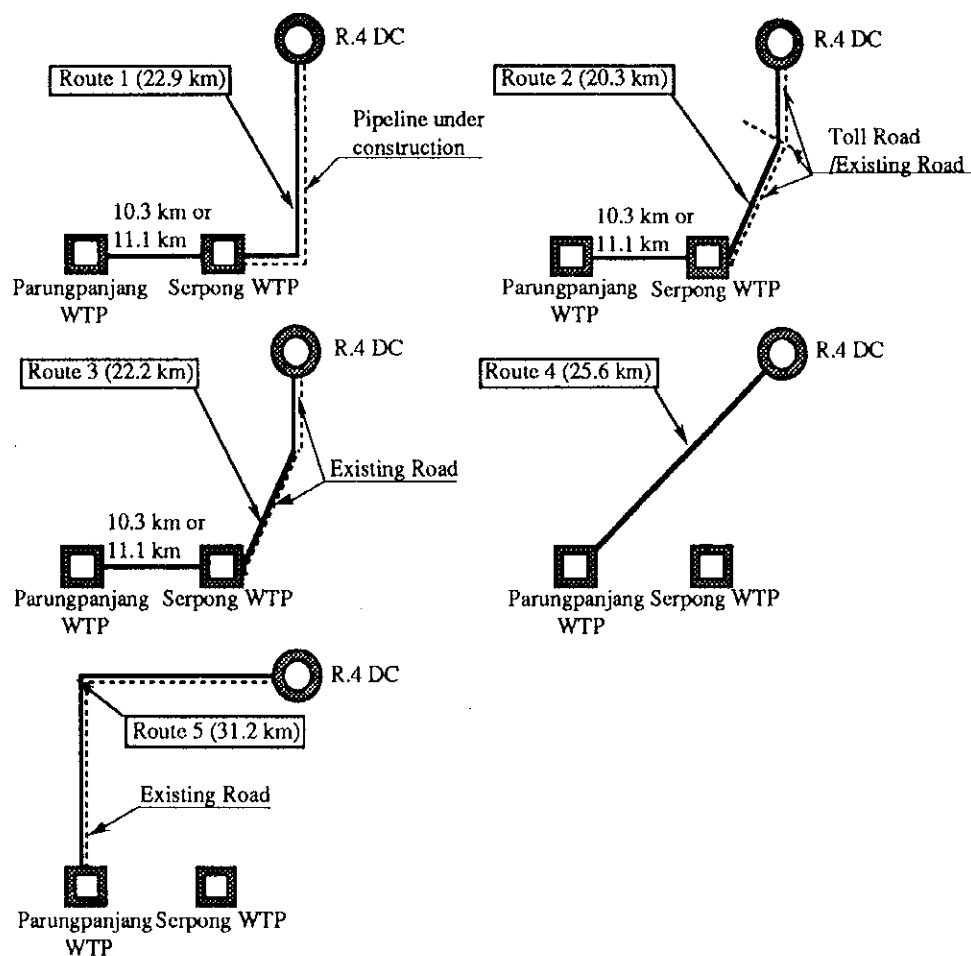 R.4 DC
Route 1 (22.9 km)
Pipeline under
construction
10.3 km or
11.1 km
Parungpanjang
WTP
Serpong WTP
R.4 DC
Route 2 (20.3 km)
Toll Road
/Existing Road
10.3 km or
11.1 km
Parungpanjang
WTP
Serpong WTP
R.4 DC
Route 3 (22.2 km)
Existing Road
10.3 km or
11.1 km
Parungpanjang
WTP
Serpong WTP
R.4 DC
Route 4 (25.6 km)
Parungpanjang
WTP
Serpong WTP
R.4 DC
Route 5 (31.2 km)
Existing Road
Parungpanjang
WTP
Serpong WTP